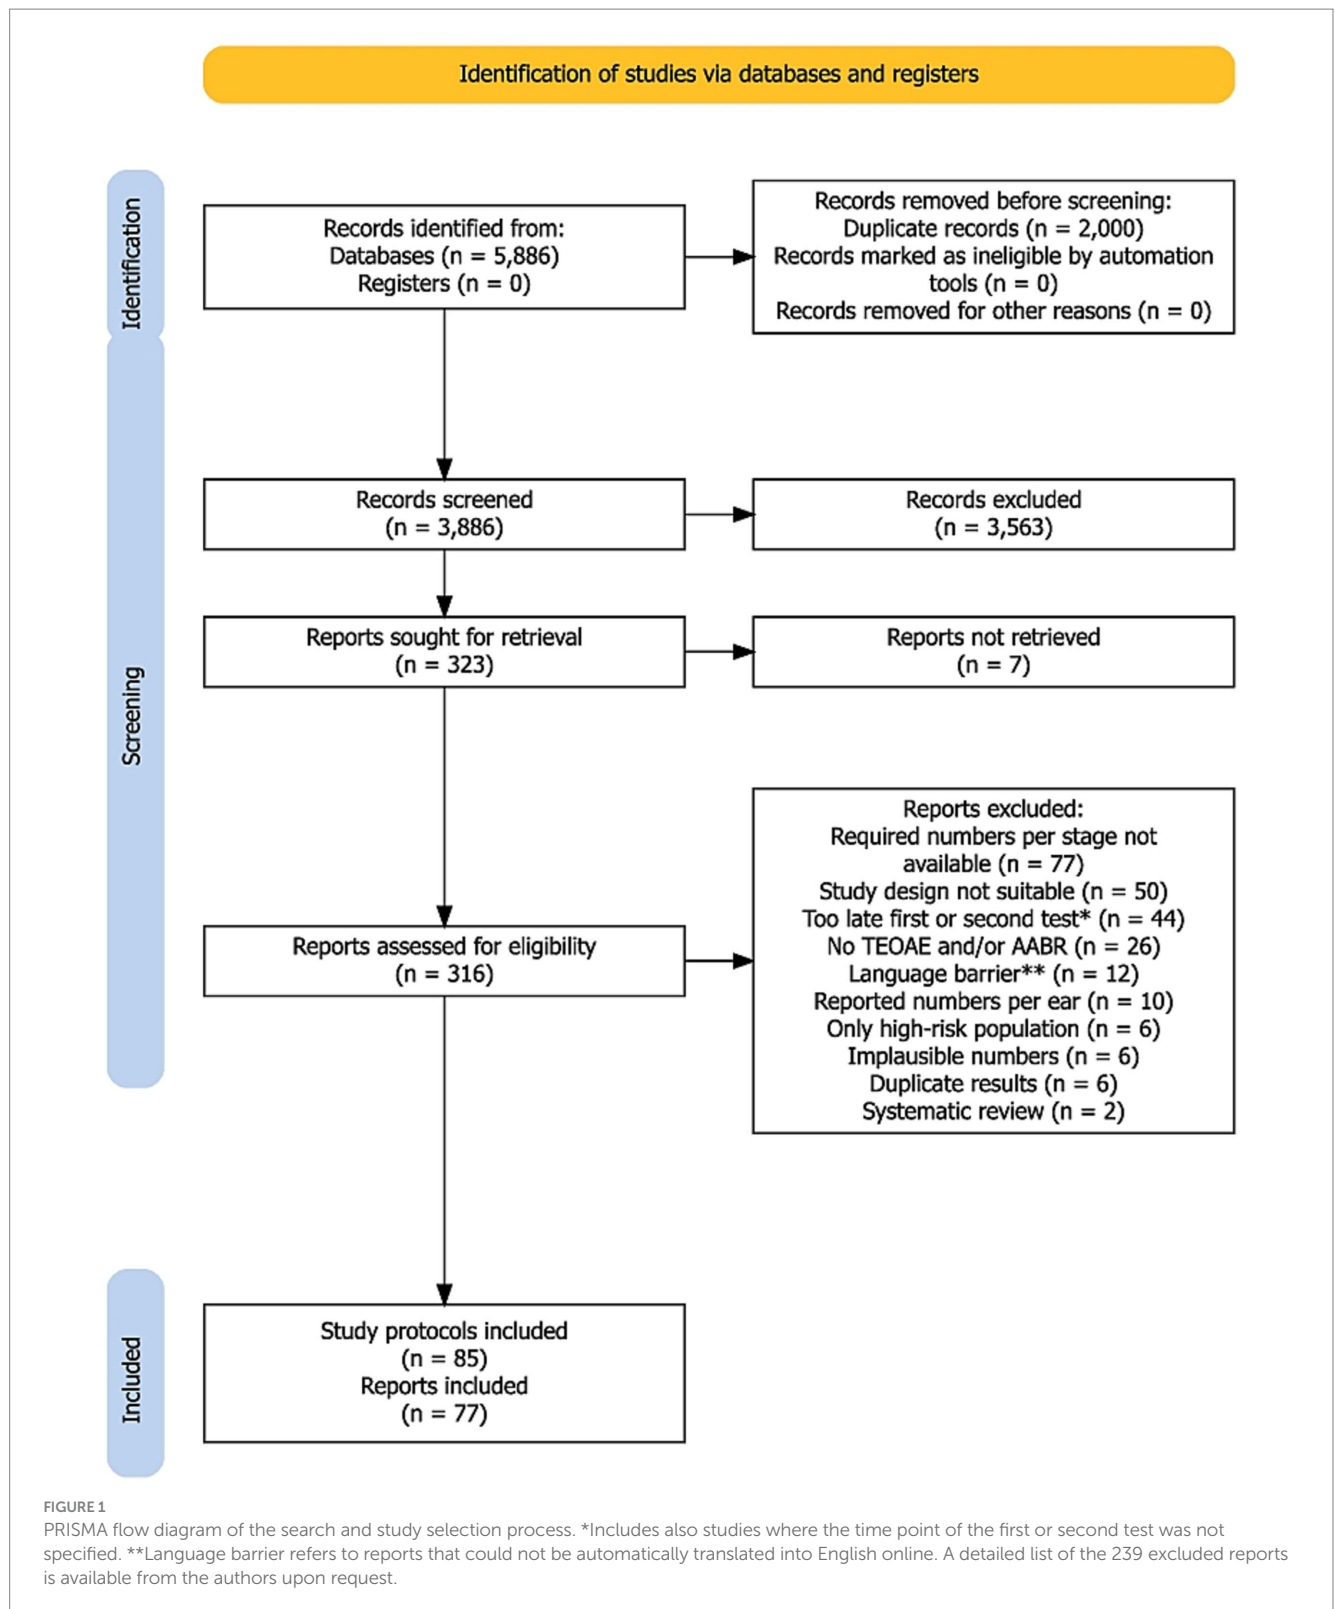 Identification of studies via databases and registers
Identification
Records identified from:
Databases (n = 5,886)
Registers (n = 0)
Records removed before screening:
Duplicate records (n = 2,000)
Records marked as ineligible by automation
tools (n = 0)
Records removed for other reasons (n = 0)
Screening
Records screened
(n = 3,886)
Records excluded
(n = 3,563)
Reports sought for retrieval
(n = 323)
Reports not retrieved
(n = 7)
Reports assessed for eligibility
(n = 316)
Reports excluded:
Required numbers per stage not
available (n = 77)
Study design not suitable (n = 50)
Too late first or second test* (n = 44)
No TEOAE and/or AABR (n = 26)
Language barrier** (n = 12)
Reported numbers per ear (n = 10)
Only high-risk population (n = 6)
Implausible numbers (n = 6)
Duplicate results (n = 6)
Systematic review (n = 2)
Included
Study protocols included
(n = 85)
Reports included
(n = 77)
FIGURE 1
PRISMA flow diagram of the search and study selection process. *Includes also studies where the time point of the first or second test was not
specified. **Language barrier refers to reports that could not be automatically translated into English online. A detailed list of the 239 excluded reports
is available from the authors upon request.